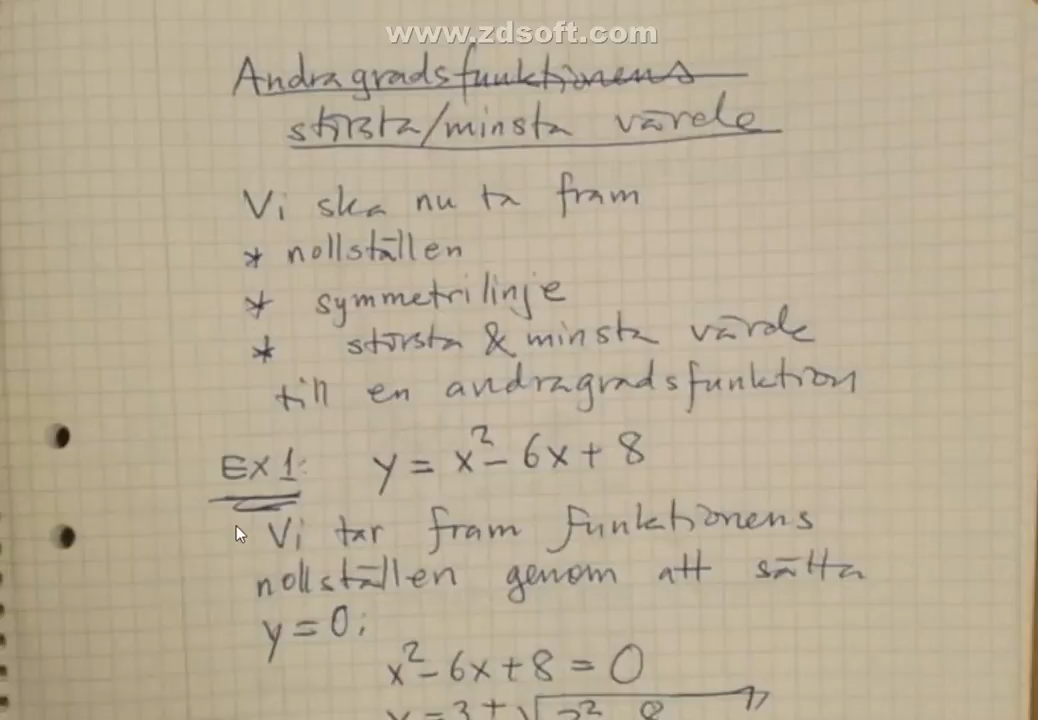 www.zdsoft.com
Andragradsfunktionens
största/minsta värde
Vi ska nu ta fram
* nollställen
* symmetrilinje
* största & minsta värde
till en andragradsfunktion
EX 1: y = x² - 6x + 8
Vi tar fram funktionens
nollställen genom att sätta
y = 0;
x² - 6x + 8 = 0